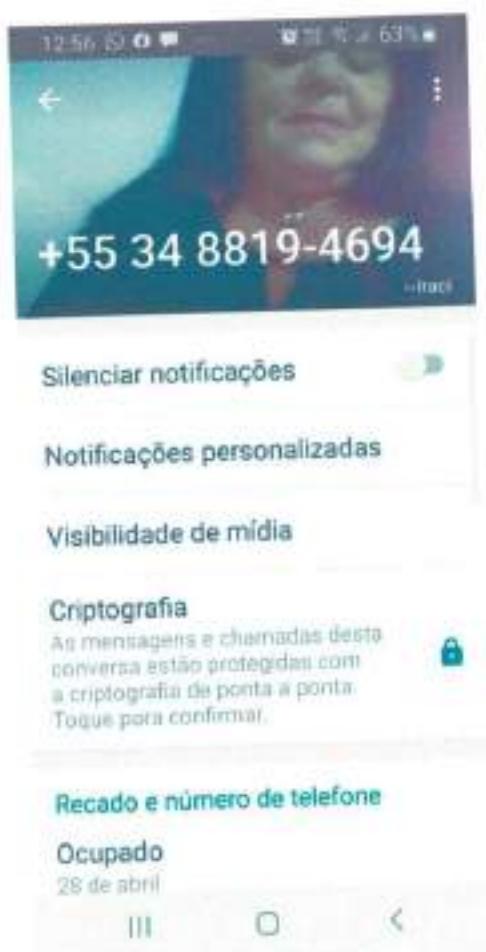 12:56
63%
+55 34 8819-4694
~Iraci
Silenciar notificações
Notificações personalizadas
Visibilidade de mídia
Criptografia
As mensagens e chamadas desta
conversa estão protegidas com
a criptografia de ponta a ponta.
Toque para confirmar.
Recado e número de telefone
Ocupado
28 de abril